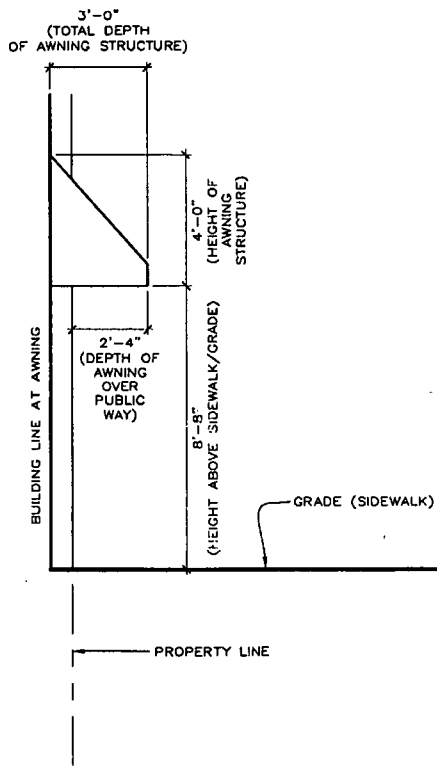 3'-0"
(TOTAL DEPTH
OF AWNING STRUCTURE)
4'-0"
(HEIGHT OF
AWNING
STRUCTURE)
2'-4"
(DEPTH OF
AWNING
OVER
PUBLIC
WAY)
8'-8"
(HEIGHT ABOVE SIDEWALK/GRADE)
BUILDING LINE AT AWNING
GRADE (SIDEWALK)
PROPERTY LINE